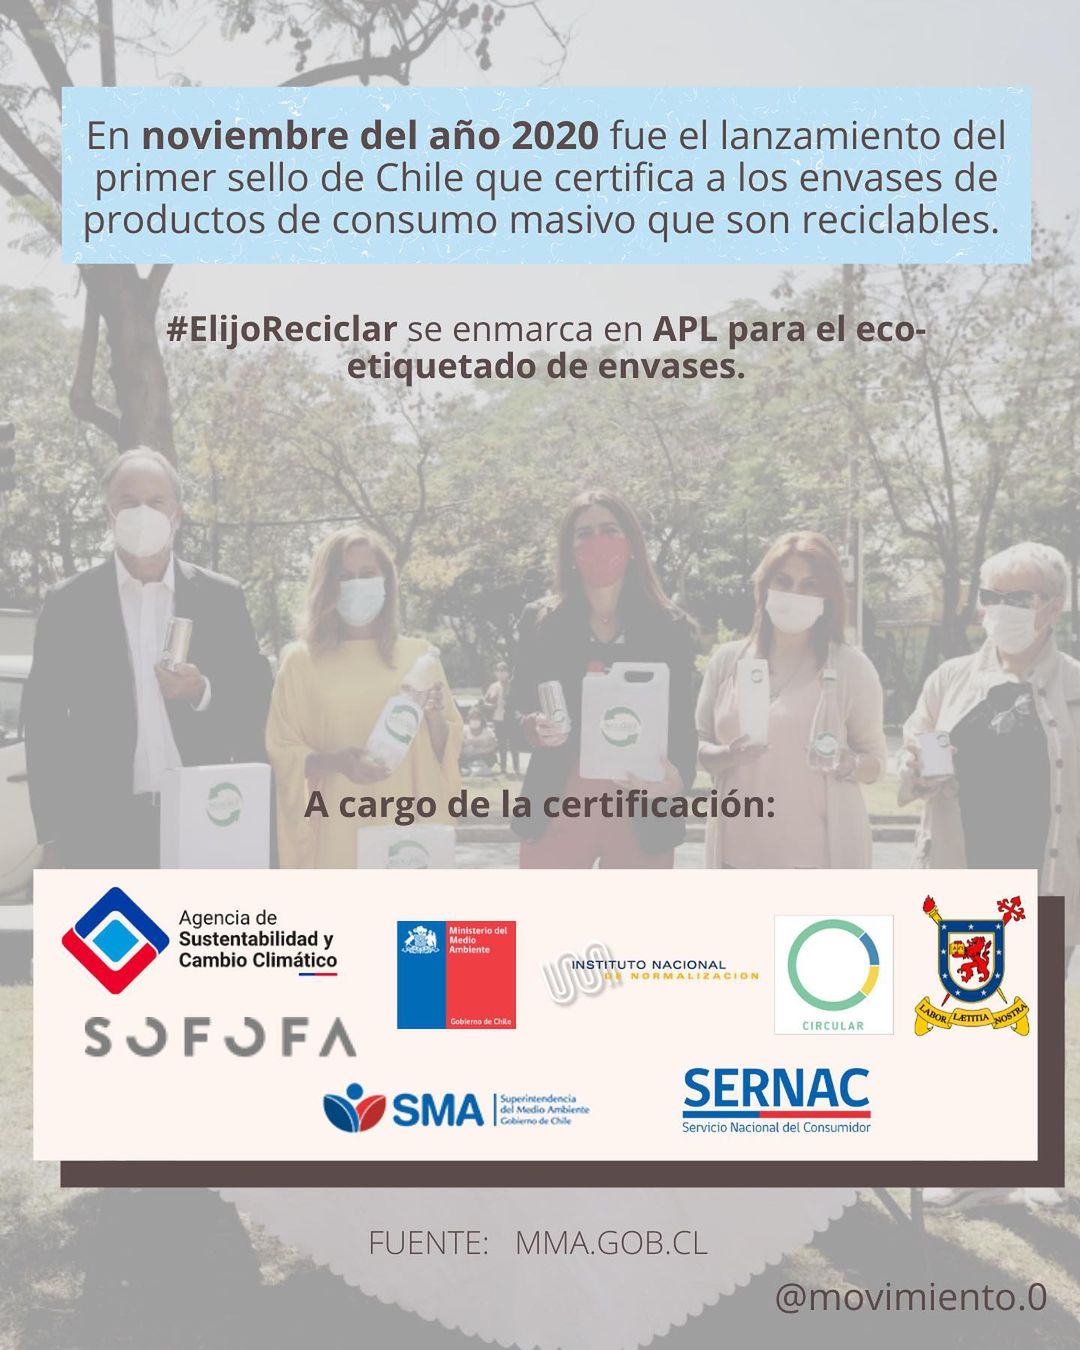 En noviembre del año 2020 fue el lanzamiento del
primer sello de Chile que certifica a los envases de
productos de consumo masivo que son reciclables.
#ElijoReciclar se enmarca en APL para el eco-
etiquetado de envases.
A cargo de la certificación:
Agencia de
Sustentabilidad y
Cambio Climático
Ministerio del
Medio
Ambiente
Gobierno de Chile
INSTITUTO NACIONAL
DE NORMALIZACIÓN
CIRCULAR
LABOR LÆTITIA NOSTRA
SOFOFA
SMA
Superintendencia
del Medio Ambiente
Gobierno de Chile
SERNAC
Servicio Nacional del Consumidor
FUENTE: MMA.GOB.CL
@movimiento.0